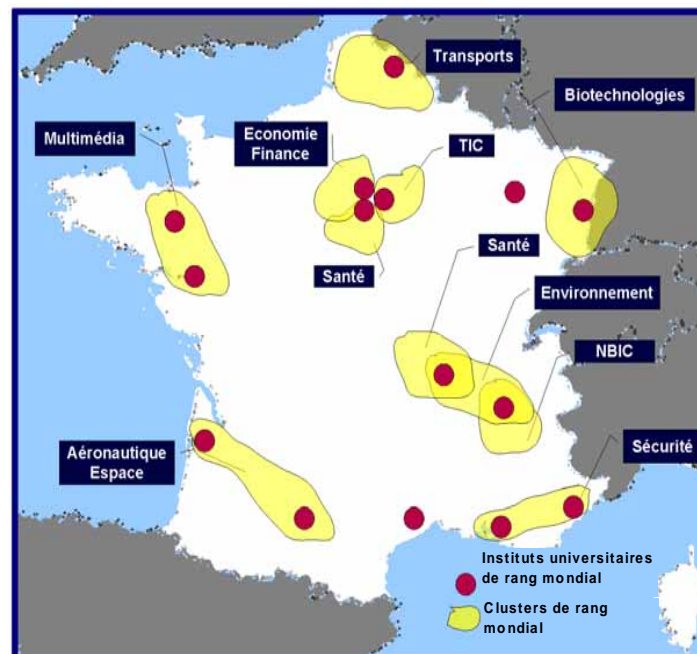 Transports
Biotechnologies
Multimédia
Economie
Finance
TIC
Santé
Santé
Environnement
NBIC
Aéronautique
Espace
Sécurité
Instituts universitaires
de rang mondial
Clusters de rang
mondial